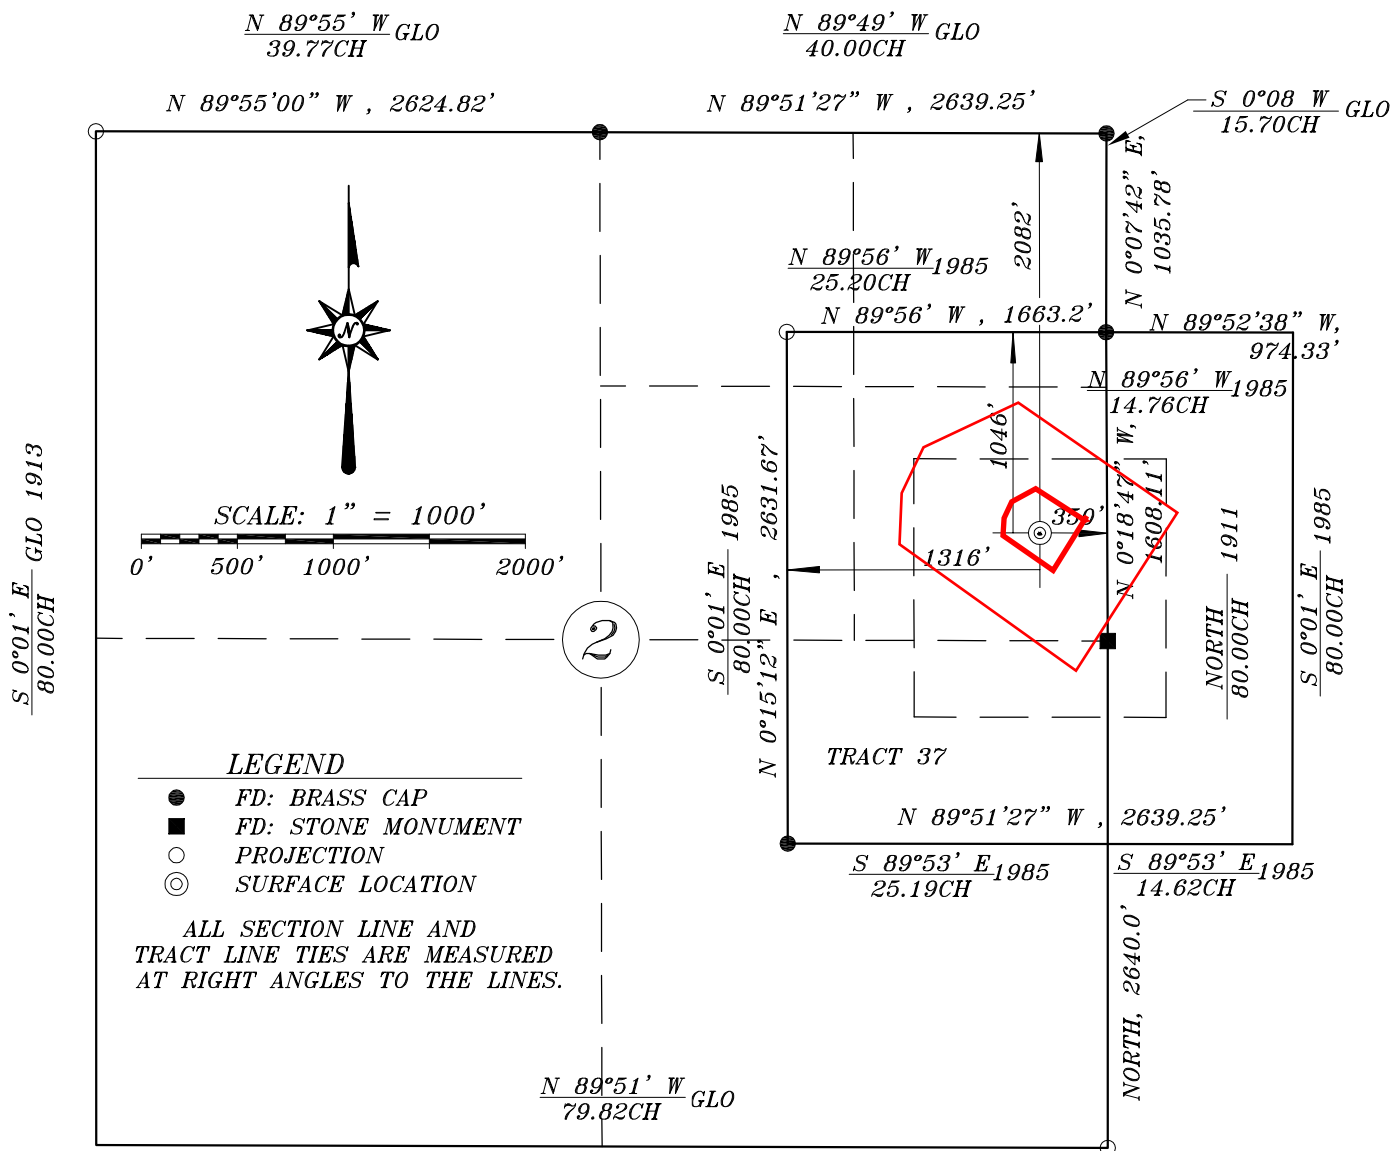 N 89°55' W
39.77CH
GLO
N 89°49' W
40.00CH
GLO
N 89°55'00" W , 2624.82'
N 89°51'27" W , 2639.25'
S 0°08 W
15.70CH
GLO
N 0°07'42" E,
1035.78'
2082'
N 89°56' W
25.20CH
1985
N 89°56' W , 1663.2'
N 89°52'38" W,
974.33'
N 89°56' W
14.76CH
1985
N
1046'
N 0°18'47" W,
1608.11'
350'
1316'
SCALE: 1" = 1000'
0'
500'
1000'
2000'
S 0°01' E
80.00CH
GLO 1913
2
S 0°01' E
80.00CH
1985
N 0°15'12" E , 2631.67'
NORTH
80.00CH
1911
S 0°01' E
80.00CH
1985
LEGEND
FD: BRASS CAP
FD: STONE MONUMENT
PROJECTION
SURFACE LOCATION
ALL SECTION LINE AND
TRACT LINE TIES ARE MEASURED
AT RIGHT ANGLES TO THE LINES.
TRACT 37
N 89°51'27" W , 2639.25'
S 89°53' E
25.19CH
1985
S 89°53' E
14.62CH
1985
NORTH, 2640.0'
N 89°51' W
79.82CH
GLO